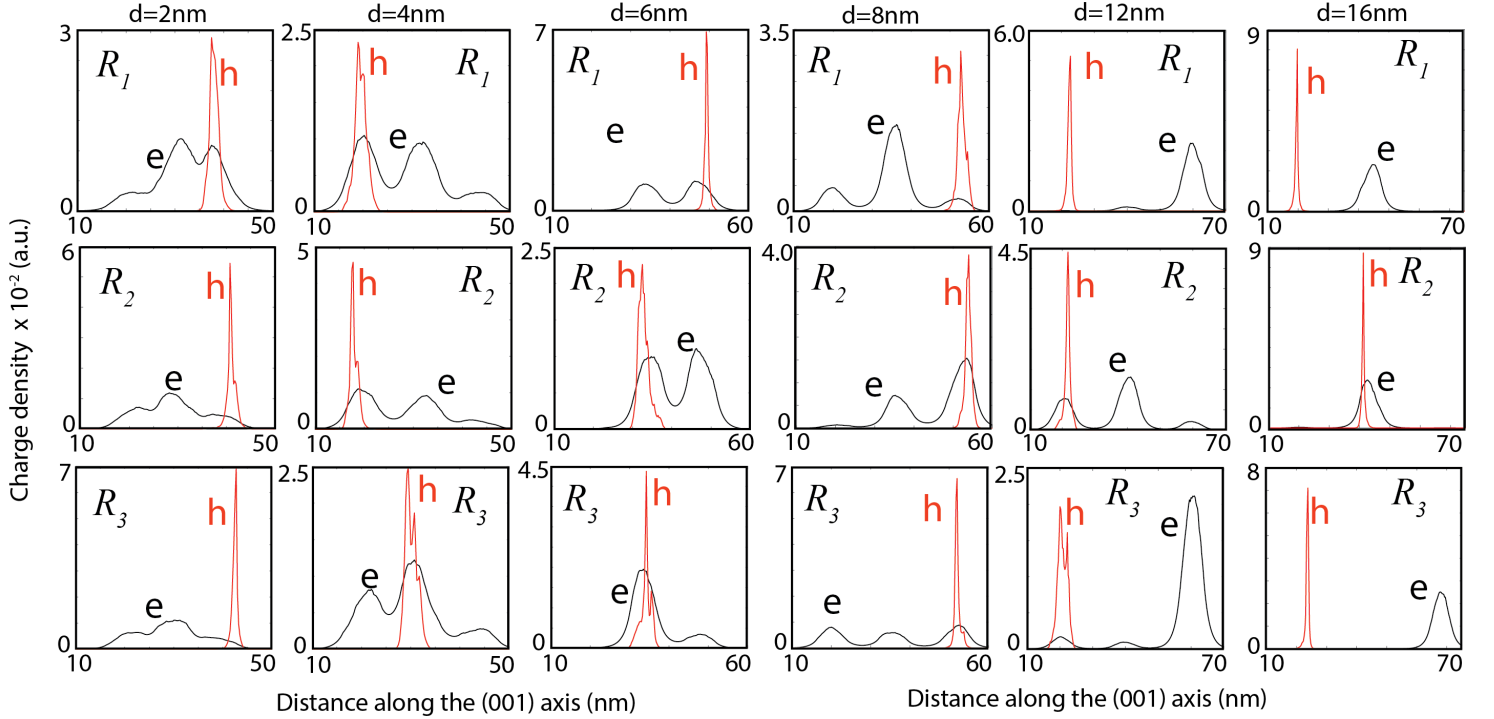 d=2nm d=4nm d=6nm d=8nm d=12nm d=16nm
3 R1 h e 0 10 50
2.5 h R1 e 0 10 50
7 R1 h e 0 10 60
3.5 R1 h e 0 10 60
6.0 h R1 e 0 10 70
9 R1 h e 0 10 70
6 R2 h e 0 10 50
5 h R2 e 0 10 50
2.5 h R2 e 0 10 60
4.0 R2 h e 0 10 60
4.5 h R2 e 0 10 70
9 h R2 e 0 10 70
7 R3 h e 0 10 50
2.5 h R3 e 0 10 50
4.5 h R3 e 0 10 60
7 R3 h e 0 10 60
2.5 R3 h e 0 10 70
8 h R3 e 0 10 70
Charge density x 10-2 (a.u.)
Distance along the (001) axis (nm)
Distance along the (001) axis (nm)